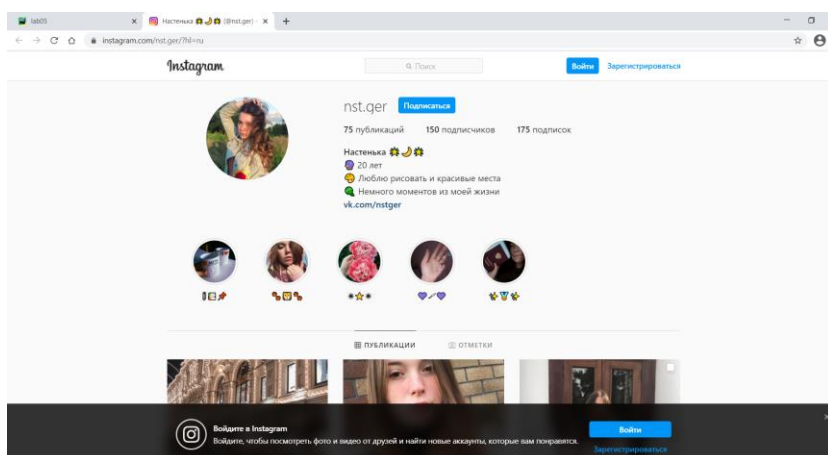 lab05
Настенька (@nst.ger) -
instagram.com/nst.ger/?hl=ru
Instagram
Поиск
Войти
Зарегистрироваться
nst.ger Подписаться
75 публикаций 150 подписчиков 175 подписок
Настенька
20 лет
Люблю рисовать и красивые места
Немного моментов из моей жизни
vk.com/nstger
ПУБЛИКАЦИИ ОТМЕТКИ
Войдите в Instagram
Войдите, чтобы посмотреть фото и видео от друзей и найти новые аккаунты, которые вам понравятся.
Войти
Зарегистрироваться